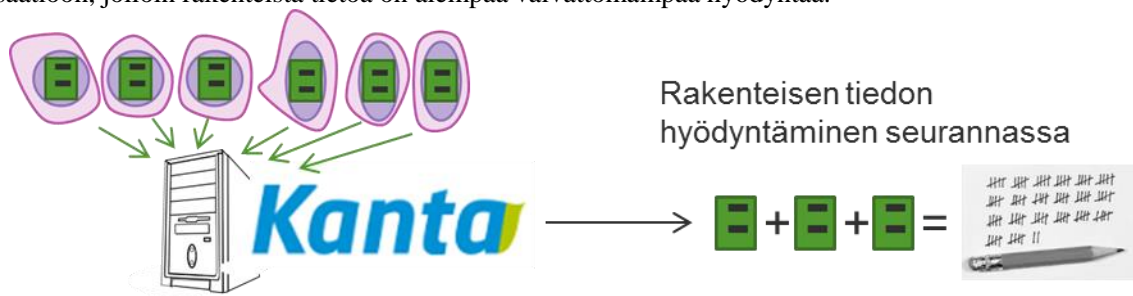 Rakenteisen tiedon
hyödyntäminen seurannassa
Kanta
+ + =